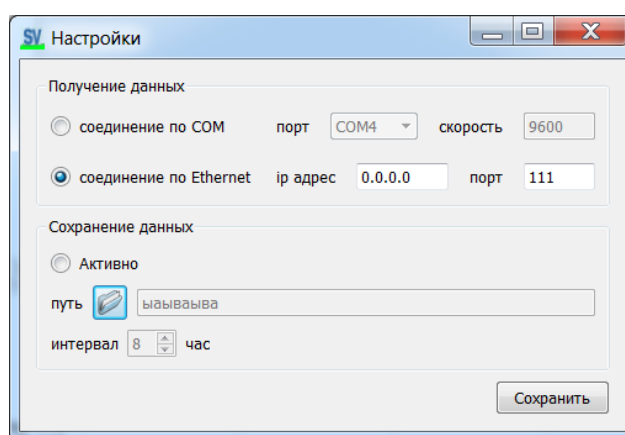 SV Настройки
Получение данных
соединение по COM порт COM4 скорость 9600
соединение по Ethernet ip адрес 0.0.0.0 порт 111
Сохранение данных
Активно
путь ыаываыва
интервал 8 час
Сохранить